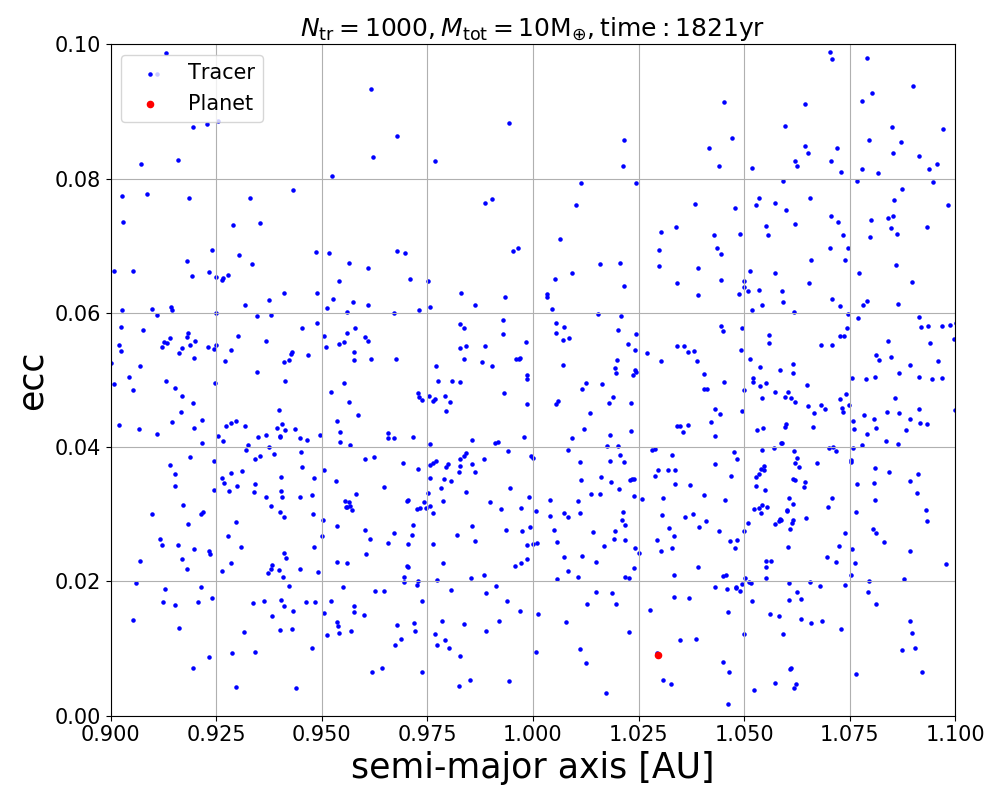 N_tr = 1000, M_tot = 10M_⊕, time : 1821yr
Tracer
Planet
ecc
0.10
0.08
0.06
0.04
0.02
0.00
0.900 0.925 0.950 0.975 1.000 1.025 1.050 1.075 1.100
semi-major axis [AU]